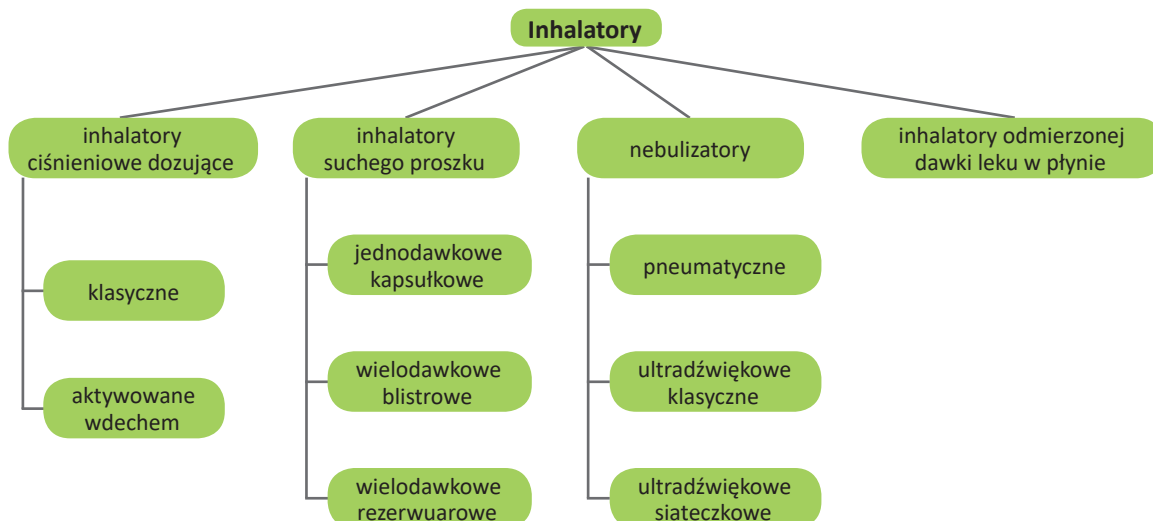 Inhalatory
inhalatory
ciśnieniowe dozujące
klasyczne
aktywowane
wdechem
inhalatory
suchego proszku
jednodawkowe
kapsułkowe
wielodawkowe
blistrowe
wielodawkowe
rezerwuarowe
nebulizatory
pneumatyczne
ultradźwiękowe
klasyczne
ultradźwiękowe
siateczkowe
inhalatory odmierzonej
dawki leku w płynie